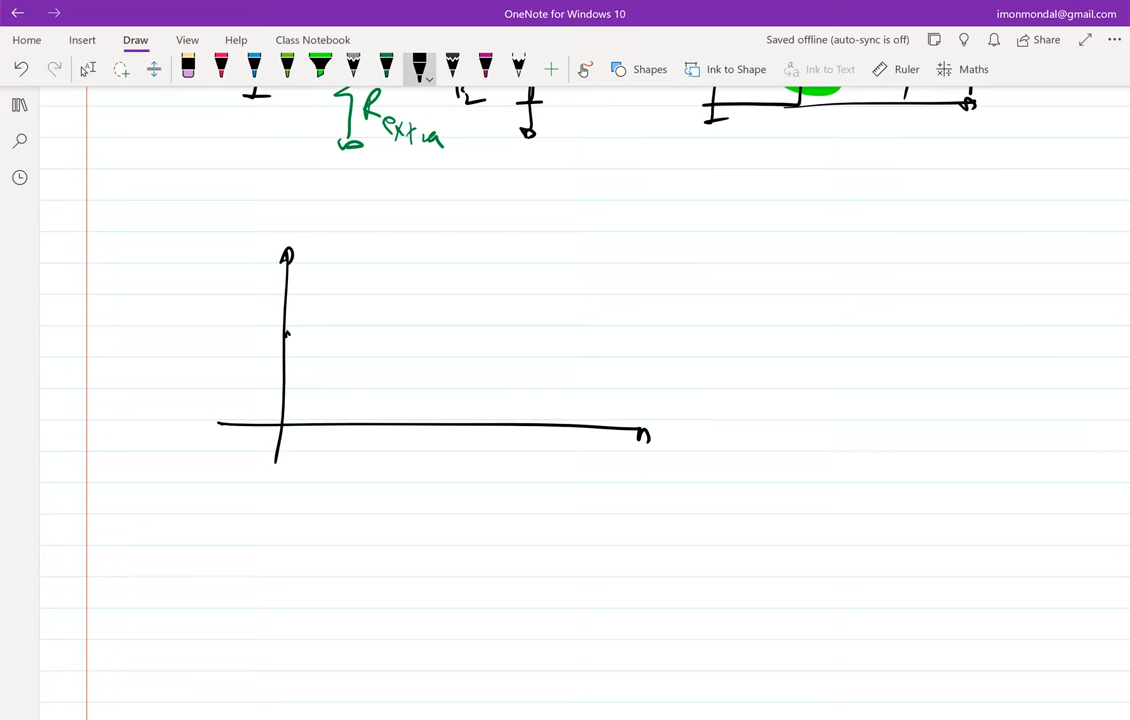 OneNote for Windows 10
imonmondal@gmail.com
Home Insert Draw View Help Class Notebook
Saved offline (auto-sync is off)
Share
Shapes
Ink to Shape
Ink to Text
Ruler
Maths
R extra